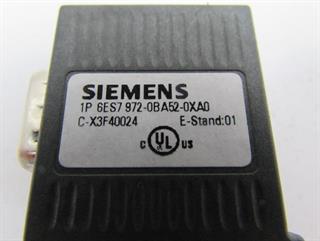 SIEMENS
1P 6ES7 972-0BA52-0XA0
C-X3F40024 E-Stand:01
C UL US